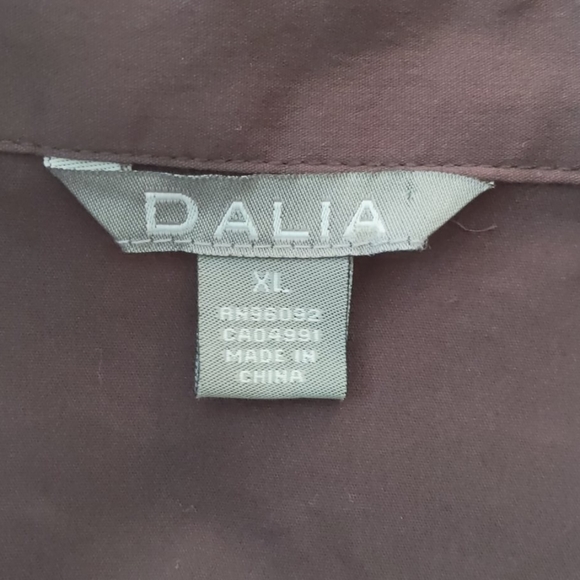 DALIA
XL
RN96092
CA04991
MADE IN
CHINA